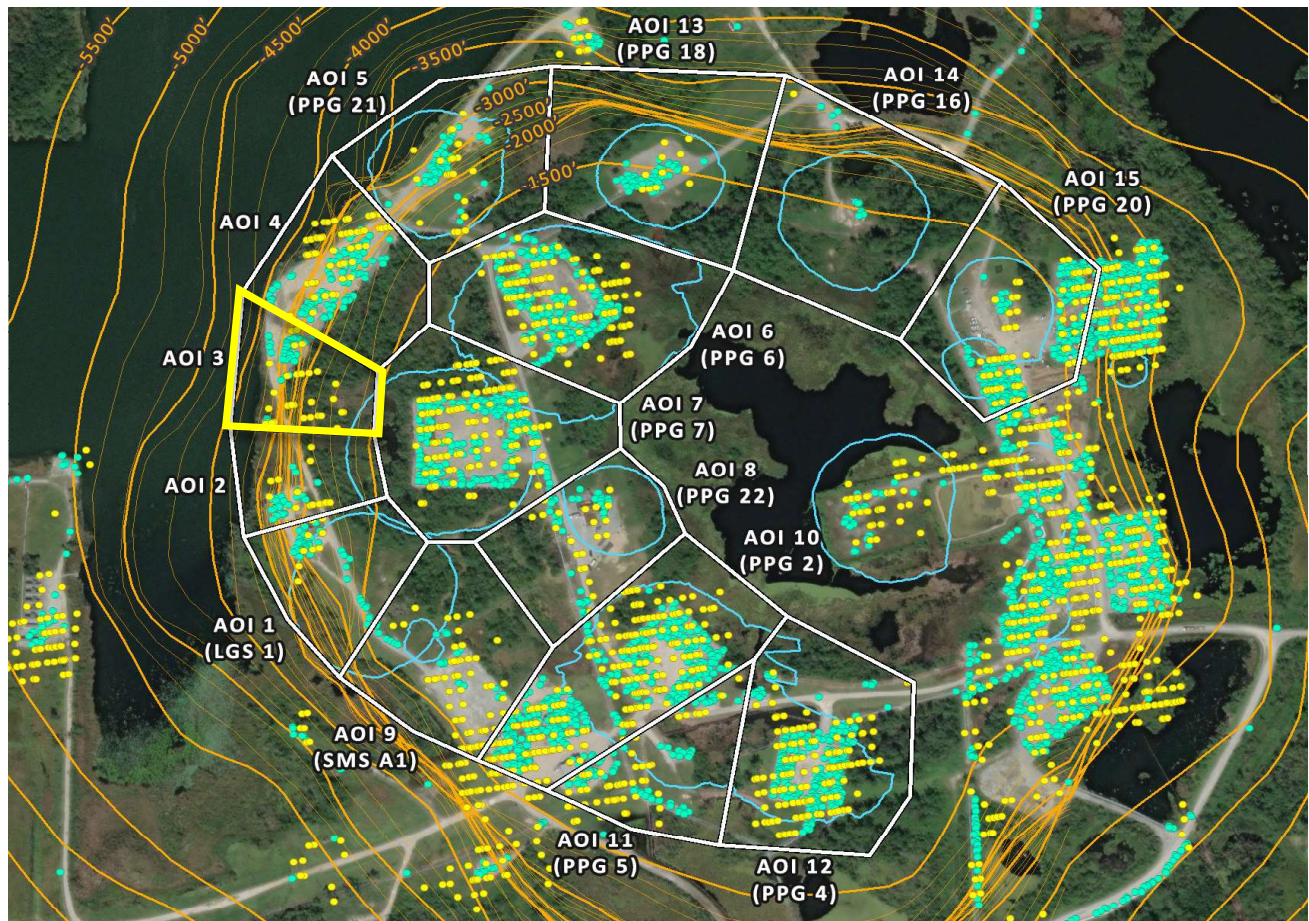 -5500'
-5000'
-4500'
-4000'
-3500'
-3000'
-2500'
-2000'
-1500'
AOI 13
(PPG 18)
AOI 14
(PPG 16)
AOI 5
(PPG 21)
AOI 15
(PPG 20)
AOI 4
AOI 3
AOI 6
(PPG 6)
AOI 7
(PPG 7)
AOI 2
AOI 8
(PPG 22)
AOI 10
(PPG 2)
AOI 1
(LGS 1)
AOI 9
(SMS A1)
AOI 11
(PPG 5)
AOI 12
(PPG 4)